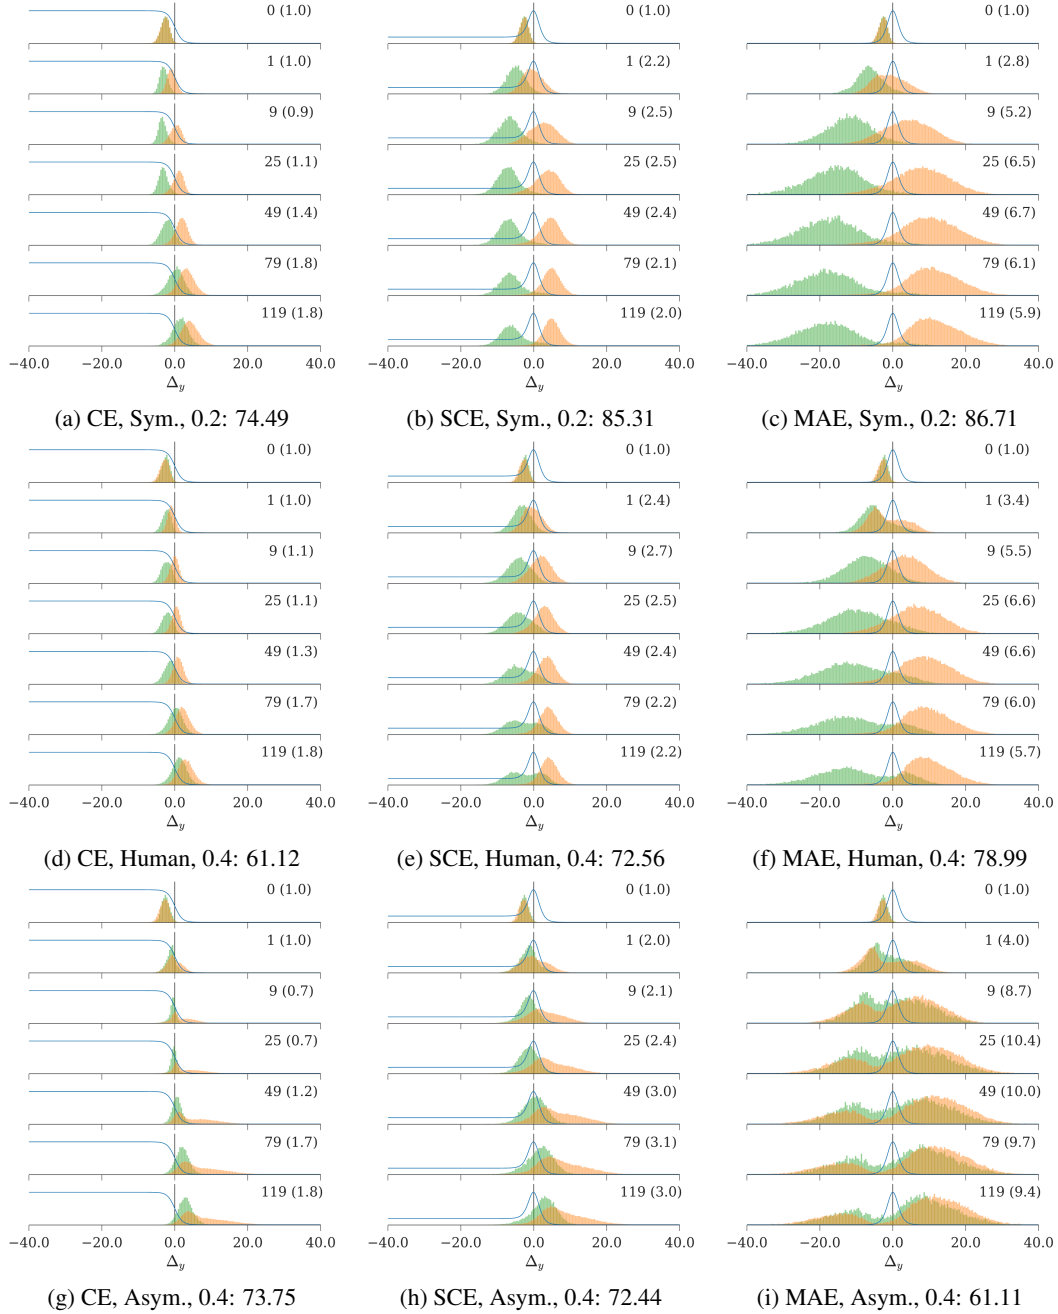 0 (1.0) 0 (1.0) 0 (1.0)
1 (1.0) 1 (2.2) 1 (2.8)
9 (0.9) 9 (2.5) 9 (5.2)
25 (1.1) 25 (2.5) 25 (6.5)
49 (1.4) 49 (2.4) 49 (6.7)
79 (1.8) 79 (2.1) 79 (6.1)
119 (1.8) 119 (2.0) 119 (5.9)
−40.0 −20.0 0.0 20.0 40.0 −40.0 −20.0 0.0 20.0 40.0 −40.0 −20.0 0.0 20.0 40.0
Δy Δy Δy
(a) CE, Sym., 0.2: 74.49 (b) SCE, Sym., 0.2: 85.31 (c) MAE, Sym., 0.2: 86.71
0 (1.0) 0 (1.0) 0 (1.0)
1 (1.0) 1 (2.4) 1 (3.4)
9 (1.1) 9 (2.7) 9 (5.5)
25 (1.1) 25 (2.5) 25 (6.6)
49 (1.3) 49 (2.4) 49 (6.6)
79 (1.7) 79 (2.2) 79 (6.0)
119 (1.8) 119 (2.2) 119 (5.7)
−40.0 −20.0 0.0 20.0 40.0 −40.0 −20.0 0.0 20.0 40.0 −40.0 −20.0 0.0 20.0 40.0
Δy Δy Δy
(d) CE, Human, 0.4: 61.12 (e) SCE, Human, 0.4: 72.56 (f) MAE, Human, 0.4: 78.99
0 (1.0) 0 (1.0) 0 (1.0)
1 (1.0) 1 (2.0) 1 (4.0)
9 (0.7) 9 (2.1) 9 (8.7)
25 (0.7) 25 (2.4) 25 (10.4)
49 (1.2) 49 (3.0) 49 (10.0)
79 (1.7) 79 (3.1) 79 (9.7)
119 (1.8) 119 (3.0) 119 (9.4)
−40.0 −20.0 0.0 20.0 40.0 −40.0 −20.0 0.0 20.0 40.0 −40.0 −20.0 0.0 20.0 40.0
Δy Δy Δy
(g) CE, Asym., 0.4: 73.75 (h) SCE, Asym., 0.4: 72.44 (i) MAE, Asym., 0.4: 61.11